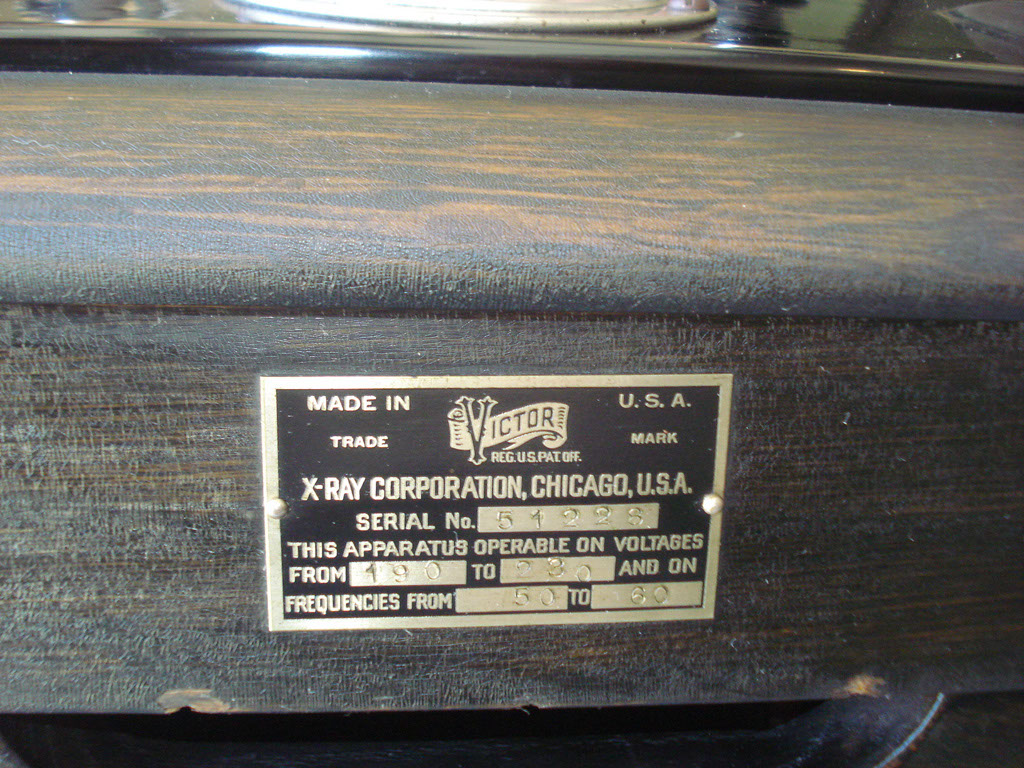 MADE IN VICTOR U. S. A.
TRADE MARK
REG. U.S. PAT. OFF.
X-RAY CORPORATION, CHICAGO, U.S.A.
SERIAL No. 51228
THIS APPARATUS OPERABLE ON VOLTAGES
FROM 190 TO 230 AND ON
FREQUENCIES FROM 50 TO 60